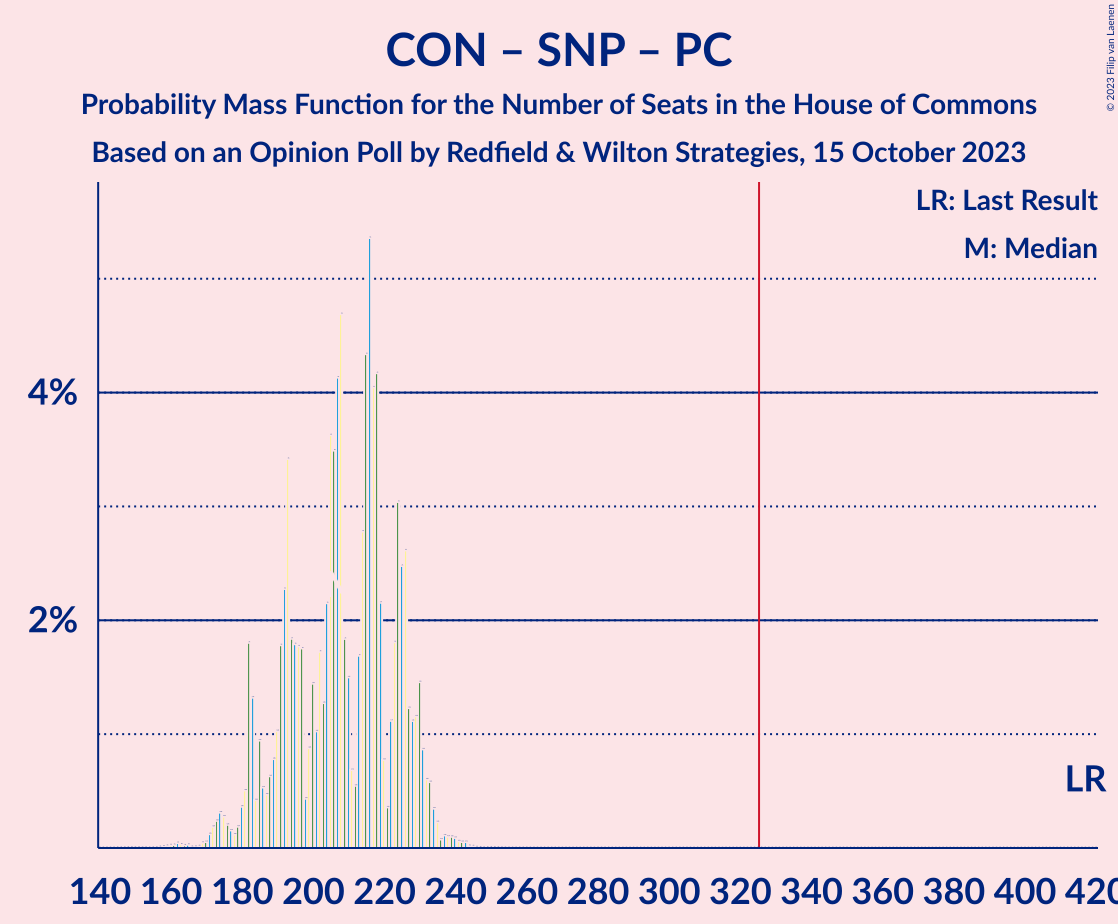 CON – SNP – PC
Probability Mass Function for the Number of Seats in the House of Commons
Based on an Opinion Poll by Redfield & Wilton Strategies, 15 October 2023
© 2023 Filip van Laenen
LR: Last Result
M: Median
4%
2%
LR
140 160 180 200 220 240 260 280 300 320 340 360 380 400 420